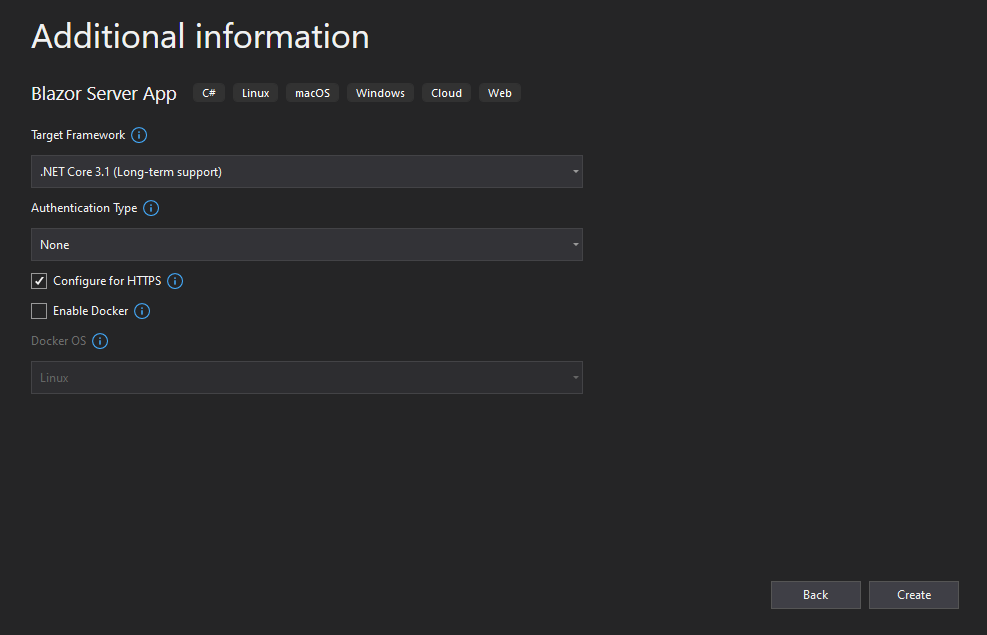 Additional information
Blazor Server App C# Linux macOS Windows Cloud Web
Target Framework
.NET Core 3.1 (Long-term support)
Authentication Type
None
Configure for HTTPS
Enable Docker
Docker OS
Linux
Back Create